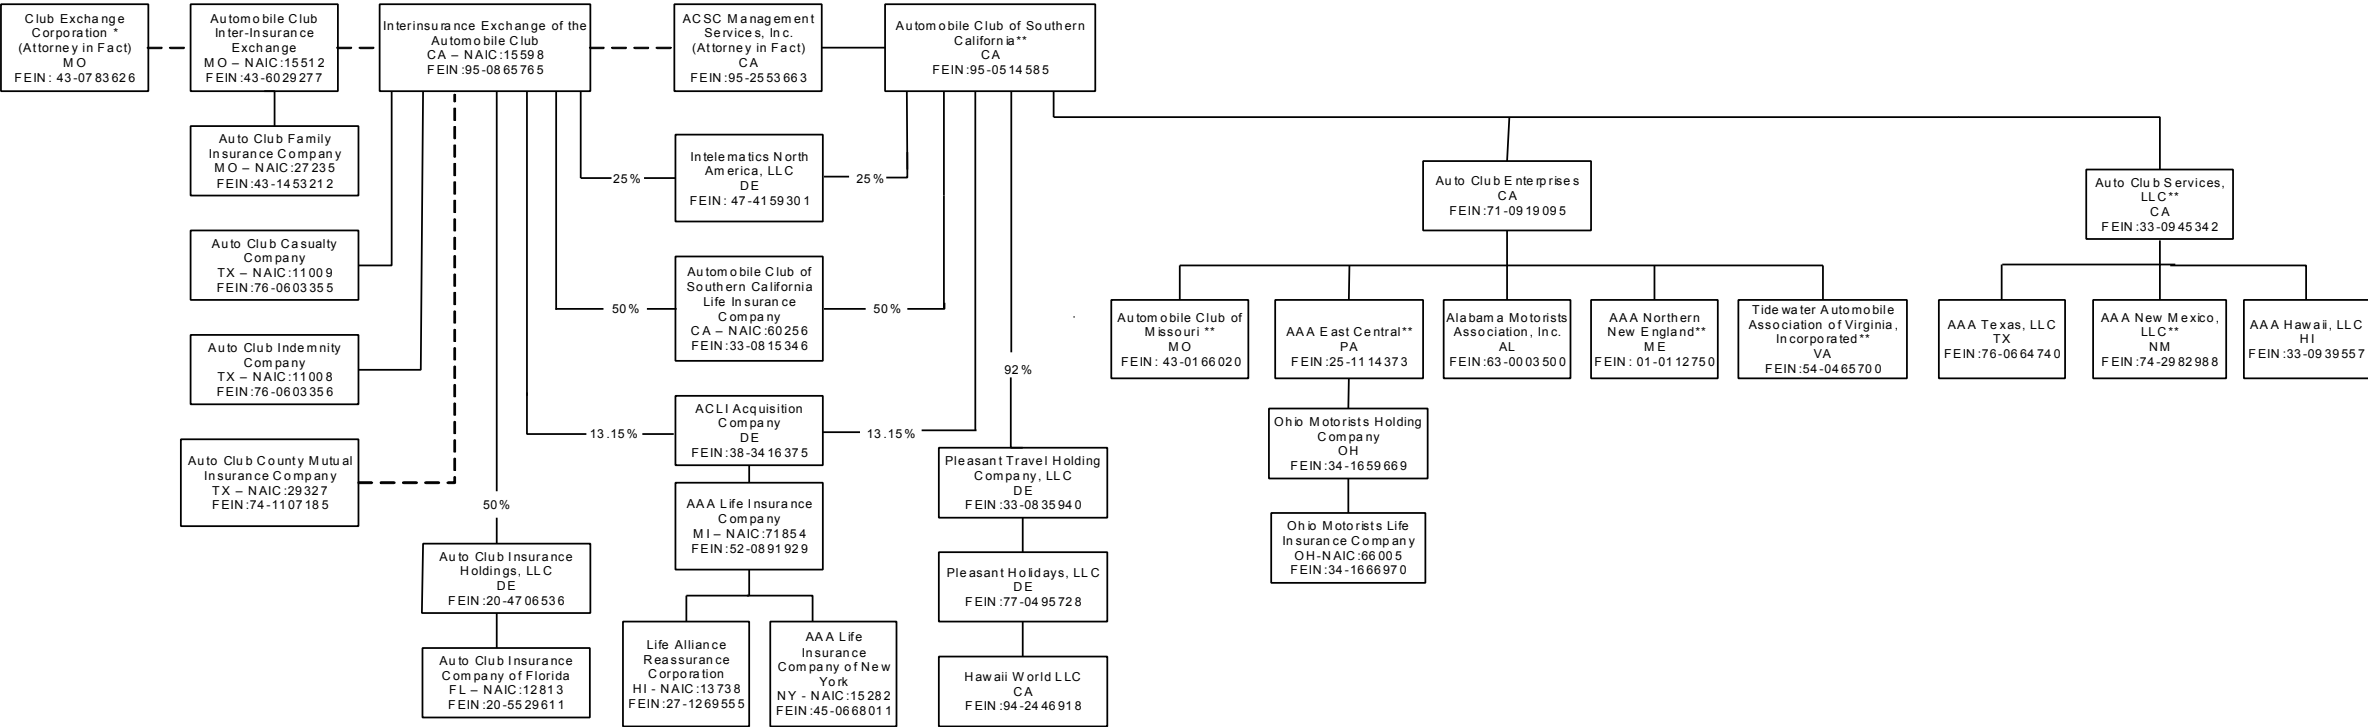 Club Exchange
Corporation *
(Attorney in Fact)
MO
FEIN: 43-0783626
Automobile Club
Inter-Insurance
Exchange
MO – NAIC:15512
FEIN:43-6029277
Interinsurance Exchange of the
Automobile Club
CA – NAIC:15598
FEIN:95-0865765
ACSC Management
Services, Inc.
(Attorney in Fact)
CA
FEIN:95-2553663
Automobile Club of Southern
California**
CA
FEIN:95-0514585
Auto Club Family
Insurance Company
MO – NAIC:27235
FEIN:43-1453212
Auto Club Casualty
Company
TX – NAIC:11009
FEIN:76-0603355
Auto Club Indemnity
Company
TX – NAIC:11008
FEIN:76-0603356
Auto Club County Mutual
Insurance Company
TX – NAIC:29327
FEIN:74-1107185
25%
Intelematics North
America, LLC
DE
FEIN: 47-4159301
25%
50%
Automobile Club of
Southern California
Life Insurance
Company
CA – NAIC:60256
FEIN:33-0815346
50%
13.15%
ACLI Acquisition
Company
DE
FEIN:38-3416375
13.15%
92%
50%
Auto Club Insurance
Holdings, LLC
DE
FEIN:20-4706536
Auto Club Insurance
Company of Florida
FL – NAIC:12813
FEIN:20-5529611
AAA Life Insurance
Company
MI – NAIC:71854
FEIN:52-0891929
Life Alliance
Reassurance
Corporation
HI - NAIC:13738
FEIN:27-1269555
AAA Life
Insurance
Company of New
York
NY - NAIC:15282
FEIN:45-0668011
Pleasant Travel Holding
Company, LLC
DE
FEIN:33-0835940
Pleasant Holidays, LLC
DE
FEIN:77-0495728
Hawaii World LLC
CA
FEIN:94-2446918
Auto Club Enterprises
CA
FEIN:71-0919095
Auto Club Services,
LLC**
CA
FEIN:33-0945342
Automobile Club of
Missouri **
MO
FEIN: 43-0166020
AAA East Central**
PA
FEIN:25-1114373
Alabama Motorists
Association, Inc.
AL
FEIN:63-0003500
AAA Northern
New England**
ME
FEIN: 01-0112750
Tidewater Automobile
Association of Virginia,
Incorporated**
VA
FEIN:54-0465700
AAA Texas, LLC
TX
FEIN:76-0664740
AAA New Mexico,
LLC**
NM
FEIN:74-2982988
AAA Hawaii, LLC
HI
FEIN:33-0939557
Ohio Motorists Holding
Company
OH
FEIN:34-1659669
Ohio Motorists Life
Insurance Company
OH-NAIC:66005
FEIN:34-1666970